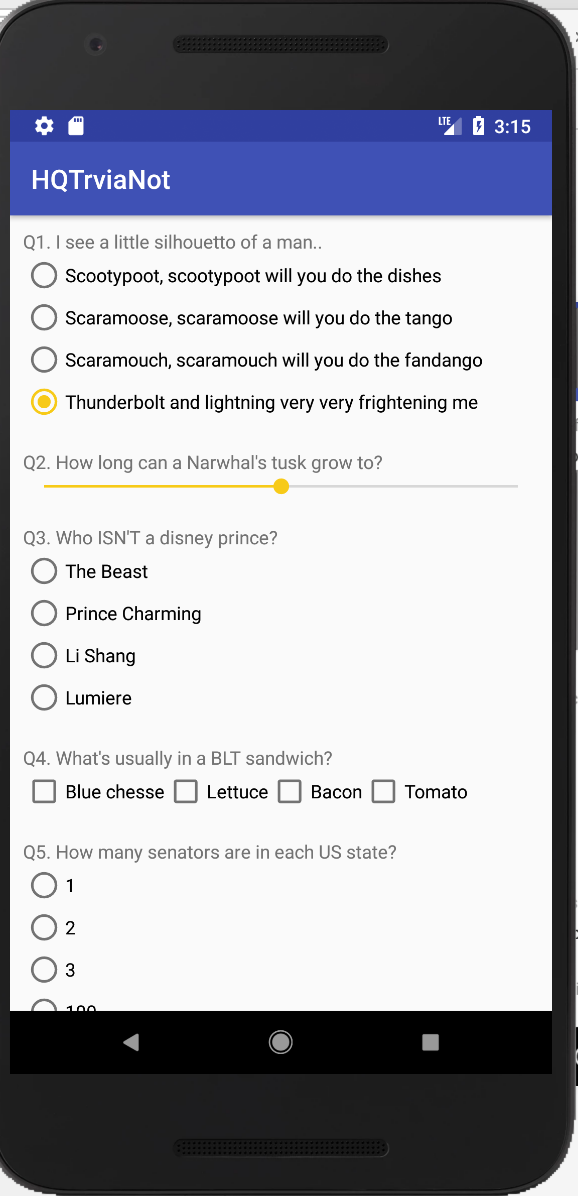 LTE 3:15
HQTrviaNot
Q1. I see a little silhouetto of a man..
Scootypoot, scootypoot will you do the dishes
Scaramoose, scaramoose will you do the tango
Scaramouch, scaramouch will you do the fandango
Thunderbolt and lightning very very frightening me
Q2. How long can a Narwhal's tusk grow to?
Q3. Who ISN'T a disney prince?
The Beast
Prince Charming
Li Shang
Lumiere
Q4. What's usually in a BLT sandwich?
Blue chesse Lettuce Bacon Tomato
Q5. How many senators are in each US state?
1
2
3